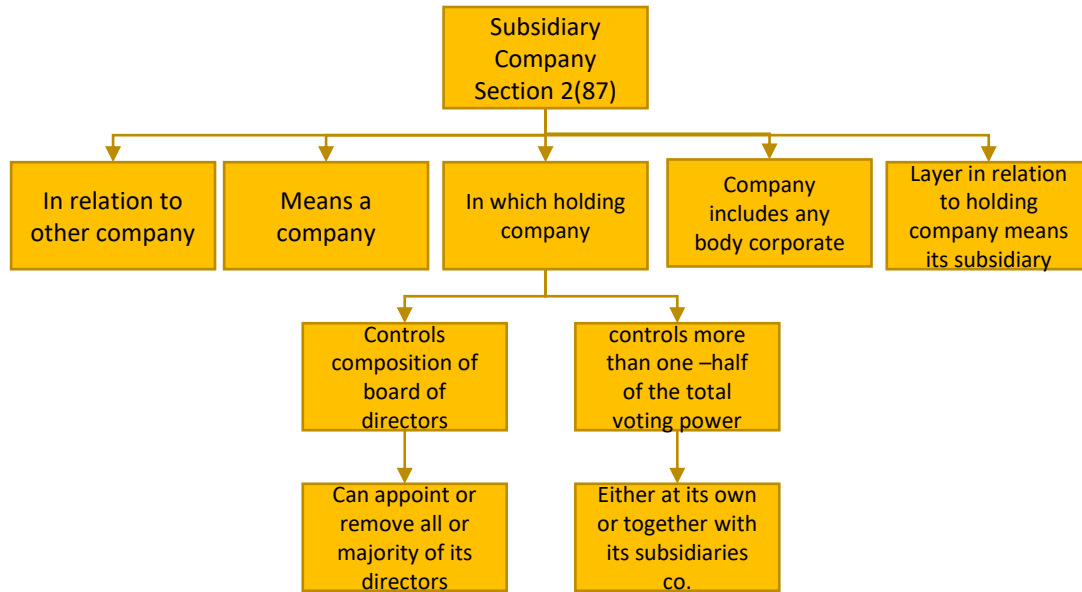 Subsidiary
Company
Section 2(87)
In relation to
other company
Means a
company
In which holding
company
Company
includes any
body corporate
Layer in relation
to holding
company means
its subsidiary
Controls
composition of
board of
directors
controls more
than one –half
of the total
voting power
Can appoint or
remove all or
majority of its
directors
Either at its own
or together with
its subsidiaries
co.